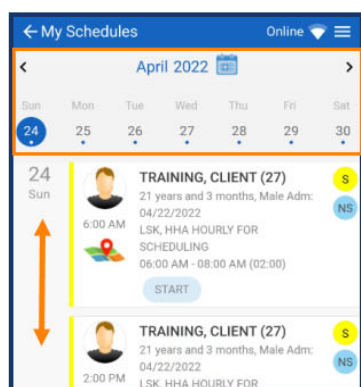 ← My Schedules Online
< April 2022 >
Sun Mon Tue Wed Thu Fri Sat
24 25 26 27 28 29 30
24
Sun
TRAINING, CLIENT (27)
S
21 years and 3 months, Male Adm:
04/22/2022
NS
6:00 AM
LSK, HHA HOURLY FOR
SCHEDULING
06:00 AM - 08:00 AM (02:00)
START
TRAINING, CLIENT (27)
S
21 years and 3 months, Male Adm:
04/22/2022
NS
2:00 PM
LSK, HHA HOURLY FOR